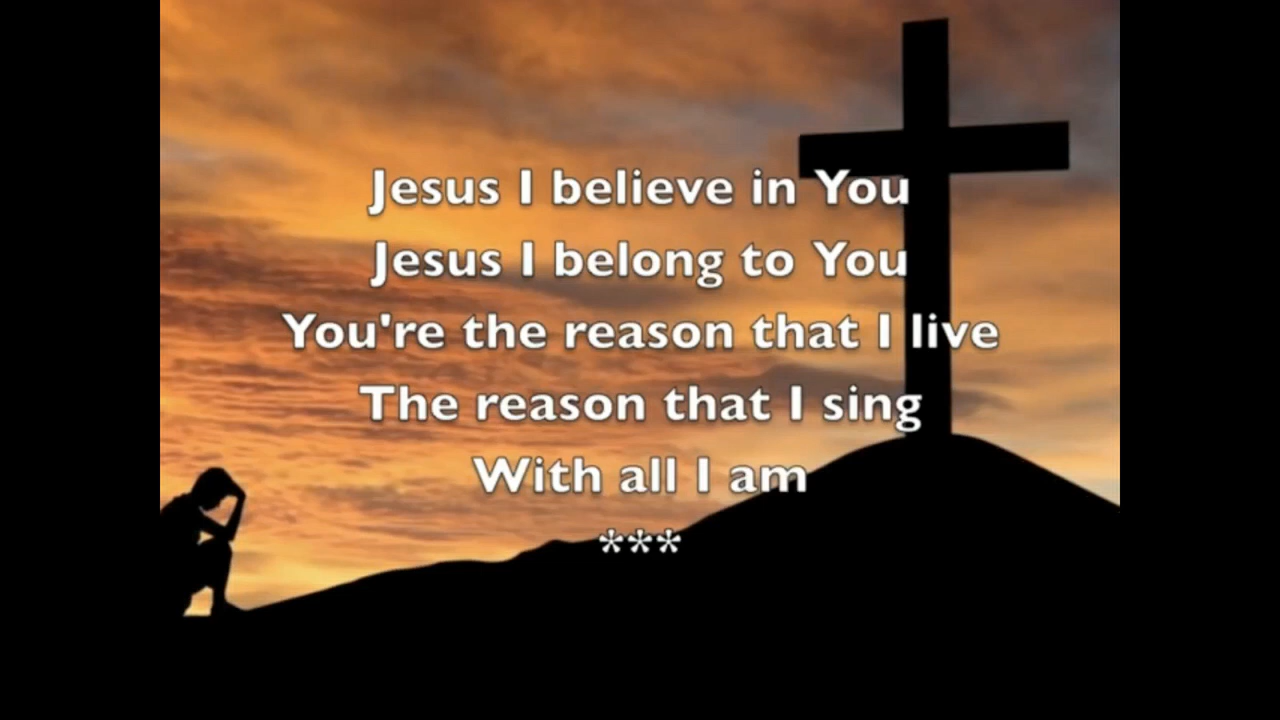 Jesus I believe in You
Jesus I belong to You
You're the reason that I live
The reason that I sing
With all I am
***